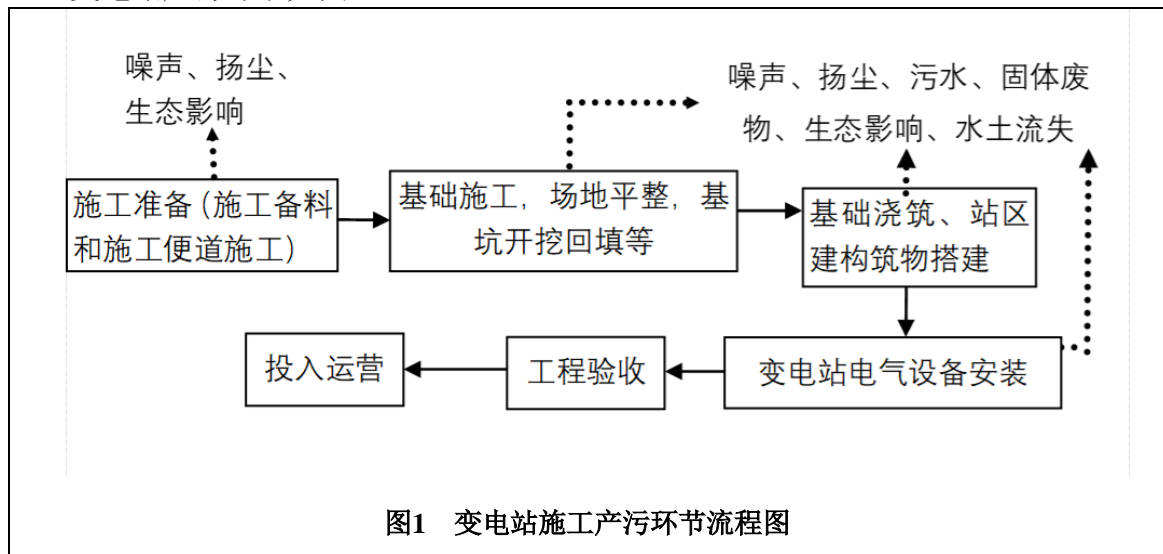 噪声、扬尘、
生态影响
噪声、扬尘、污水、固体废
物、生态影响、水土流失
施工准备（施工备料
和施工便道施工）
基础施工，场地平整，基
坑开挖回填等
基础浇筑、站区
建构筑物搭建
变电站电气设备安装
工程验收
投入运营
图1 变电站施工产污环节流程图